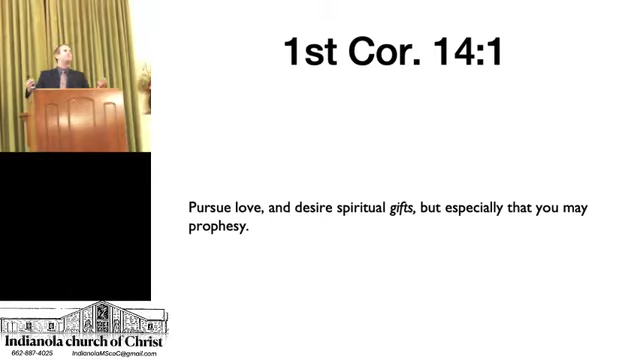 1st Cor. 14:1
Pursue love, and desire spiritual gifts, but especially that you may
prophesy.
Indianola church of Christ
662-887-4025 IndianolaMScoC@gmail.com